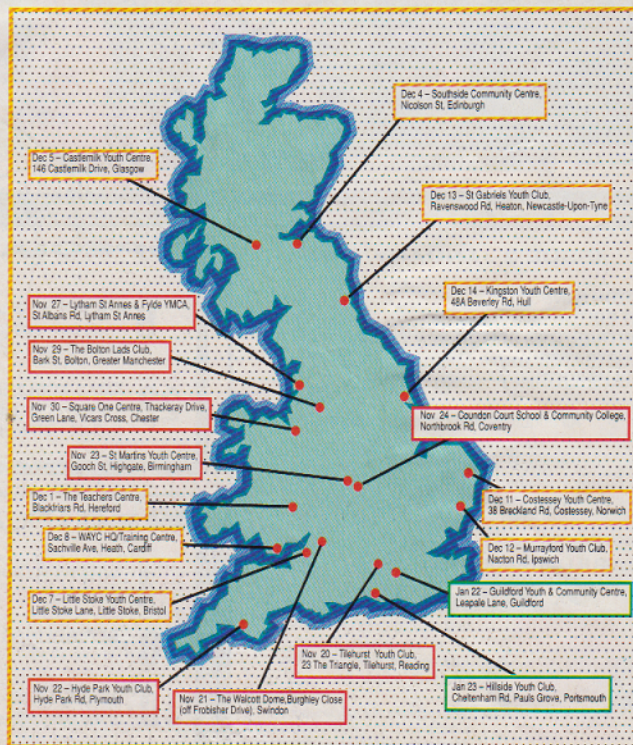 Dec 4 – Southside Community Centre,
Nicolson St, Edinburgh
Dec 5 – Castlemilk Youth Centre,
146 Castlemilk Drive, Glasgow
Dec 13 – St Gabriels Youth Club,
Ravenswood Rd, Heaton, Newcastle-Upon-Tyne
Dec 14 – Kingston Youth Centre,
48A Beverley Rd, Hull
Nov 27 – Lytham St Annes & Fylde YMCA,
St Albans Rd, Lytham St Annes
Nov 29 – The Bolton Lads Club,
Bark St, Bolton, Greater Manchester
Nov 30 – Square One Centre, Thackeray Drive,
Green Lane, Vicars Cross, Chester
Nov 24 – Coundon Court School & Community College,
Northbrook Rd, Coventry
Nov 23 – St Martins Youth Centre,
Gooch St, Highgate, Birmingham
Dec 1 – The Teachers Centre,
Blackfriars Rd, Hereford
Dec 11 – Costessey Youth Centre,
38 Breckland Rd, Costessey, Norwich
Dec 8 – WAYC HQ/Training Centre,
Sachville Ave, Heath, Cardiff
Dec 12 – Murrayford Youth Club,
Nacton Rd, Ipswich
Dec 7 – Little Stoke Youth Centre,
Little Stoke Lane, Little Stoke, Bristol
Jan 22 – Guildford Youth & Community Centre,
Leapale Lane, Guildford
Nov 20 – Tilehurst Youth Club,
23 The Triangle, Tilehurst, Reading
Nov 22 – Hyde Park Youth Club,
Hyde Park Rd, Plymouth
Nov 21 – The Walcott Dome,Burghley Close
(off Frobisher Drive), Swindon
Jan 23 – Hillside Youth Club,
Cheltenham Rd, Pauls Grove, Portsmouth